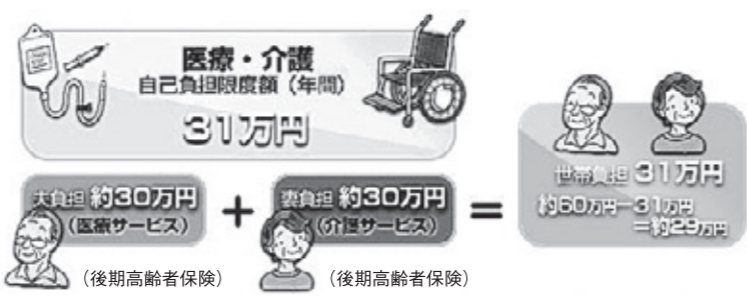 医療・介護
自己負担限度額（年間）
31万円
夫負担 約30万円
（医療サービス）
（後期高齢者保険）
+
妻負担 約30万円
（介護サービス）
（後期高齢者保険）
=
世帯負担 31万円
約60万円−31万円
=約29万円